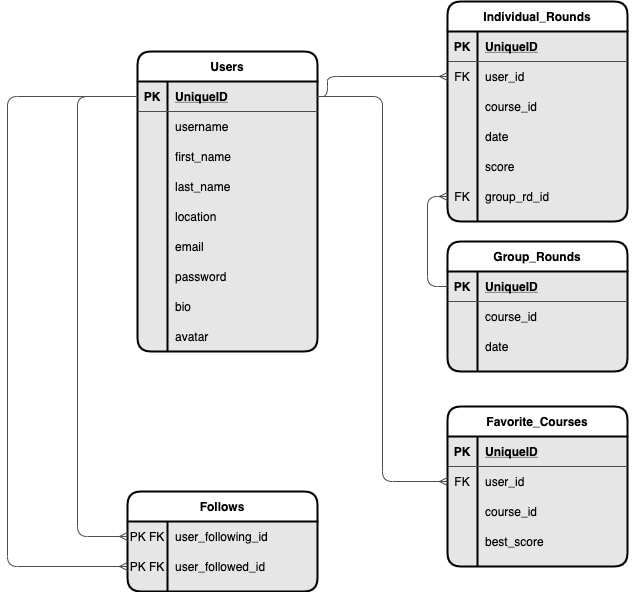 Users
PK UniqueID
username
first_name
last_name
location
email
password
bio
avatar
Individual_Rounds
PK UniqueID
FK user_id
course_id
date
score
FK group_rd_id
Group_Rounds
PK UniqueID
course_id
date
Favorite_Courses
PK UniqueID
FK user_id
course_id
best_score
Follows
PK FK user_following_id
PK FK user_followed_id